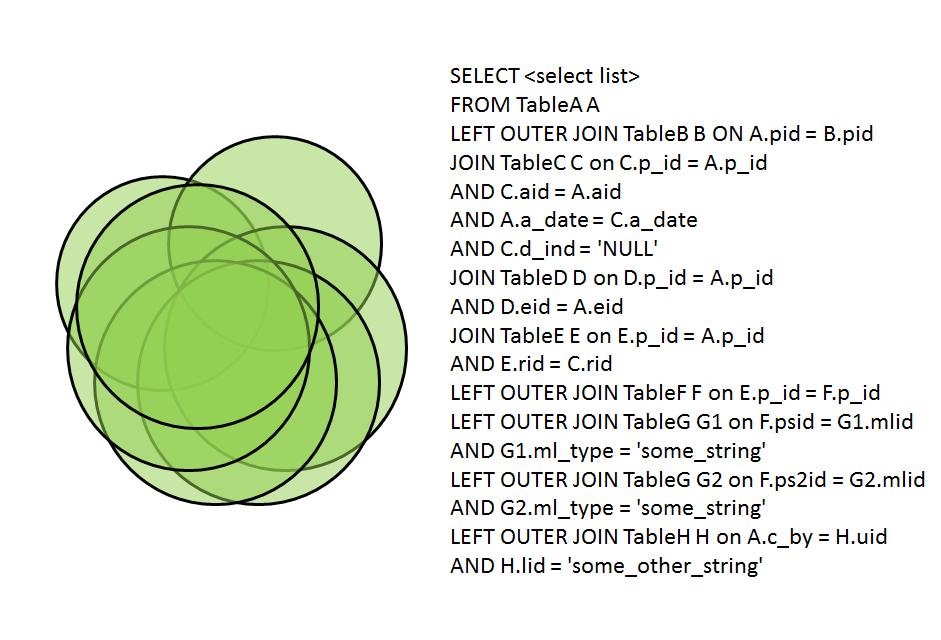 SELECT <select list>
FROM TableA A
LEFT OUTER JOIN TableB B ON A.pid = B.pid
JOIN TableC C on C.p_id = A.p_id
AND C.aid = A.aid
AND A.a_date = C.a_date
AND C.d_ind = 'NULL'
JOIN TableD D on D.p_id = A.p_id
AND D.eid = A.eid
JOIN TableE E on E.p_id = A.p_id
AND E.rid = C.rid
LEFT OUTER JOIN TableF F on E.p_id = F.p_id
LEFT OUTER JOIN TableG G1 on F.psid = G1.mlid
AND G1.ml_type = 'some_string'
LEFT OUTER JOIN TableG G2 on F.ps2id = G2.mlid
AND G2.ml_type = 'some_string'
LEFT OUTER JOIN TableH H on A.c_by = H.uid
AND H.lid = 'some_other_string'